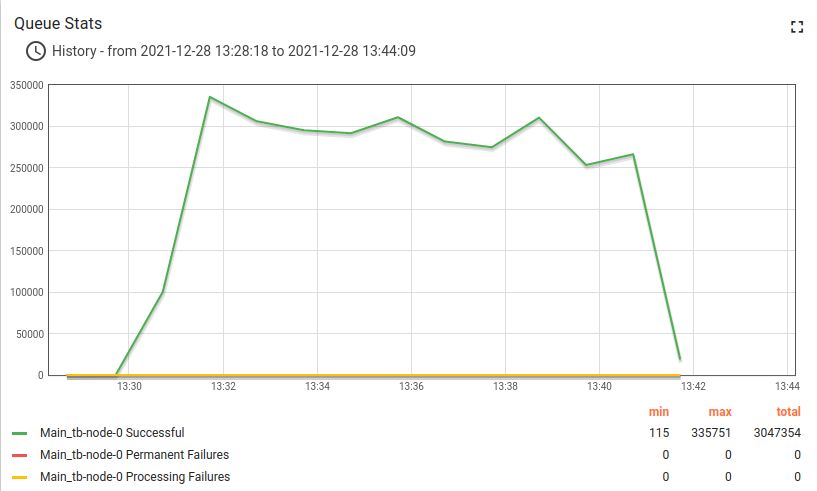 Queue Stats
History - from 2021-12-28 13:28:18 to 2021-12-28 13:44:09
350000
300000
250000
200000
150000
100000
50000
0
13:30 13:32 13:34 13:36 13:38 13:40 13:42 13:44
min max total
Main_tb-node-0 Successful 115 335751 3047354
Main_tb-node-0 Permanent Failures 0 0 0
Main_tb-node-0 Processing Failures 0 0 0